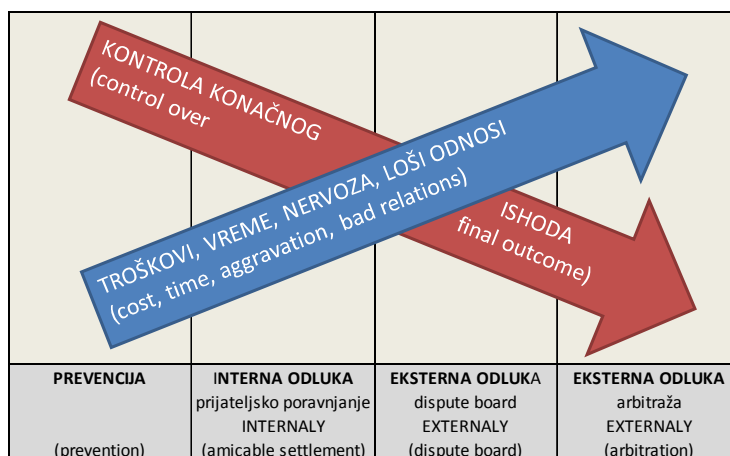 KONTROLA KONAČNOG
(control over
ISHODA
final outcome)
TROŠKOVI, VREME, NERVOZA, LOŠI ODNOSI
(cost, time, aggravation, bad relations)
PREVENCIJA
(prevention)
INTERNA ODLUKA
prijateljsko poravnjanje
INTERNALY
(amicable settlement)
EKSTERNA ODLUKA
dispute board
EXTERNALY
(dispute board)
EKSTERNA ODLUKA
arbitraža
EXTERNALY
(arbitration)